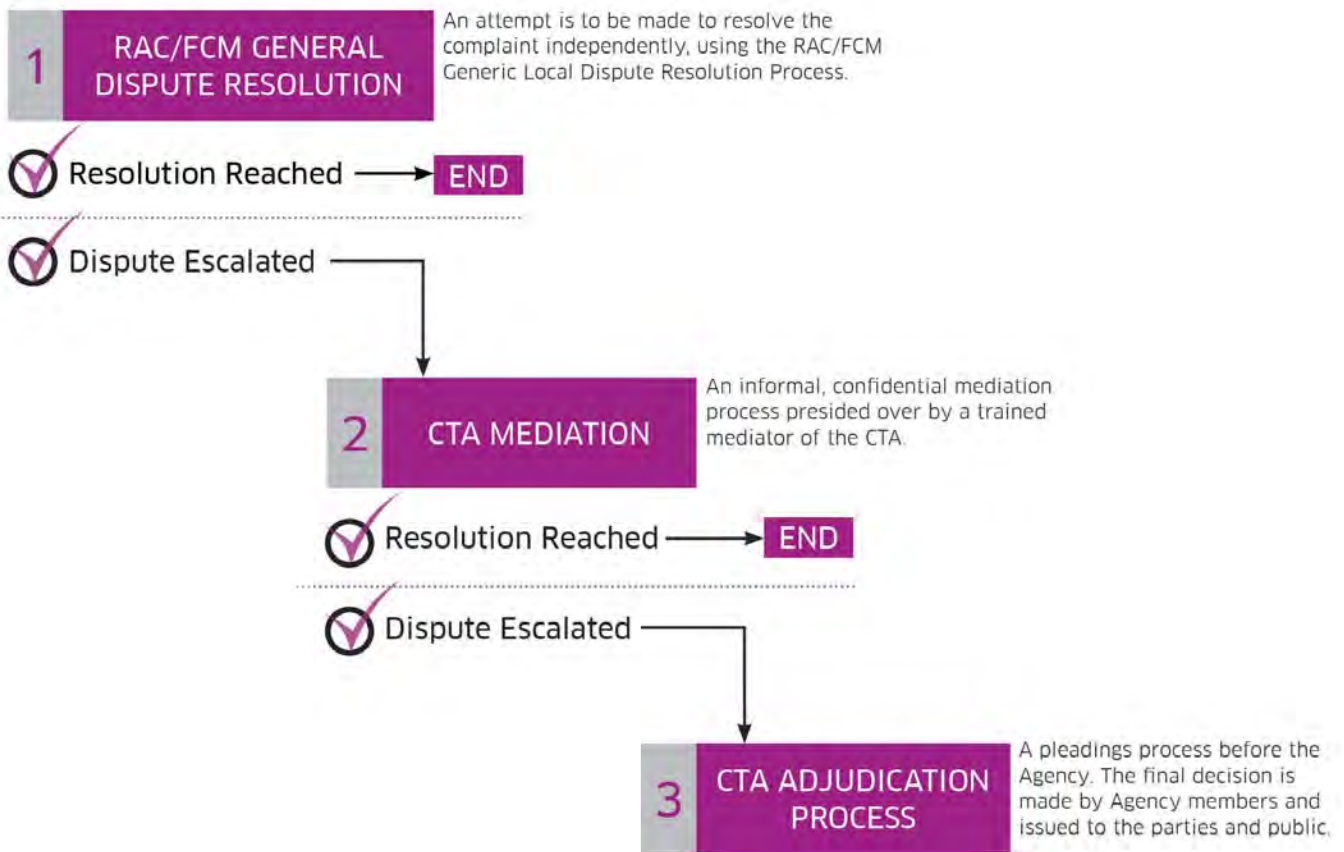 1
RAC/FCM GENERAL
DISPUTE RESOLUTION
An attempt is to be made to resolve the
complaint independently, using the RAC/FCM
Generic Local Dispute Resolution Process.
Resolution Reached
END
Dispute Escalated
2
CTA MEDIATION
An informal, confidential mediation
process presided over by a trained
mediator of the CTA.
Resolution Reached
END
Dispute Escalated
3
CTA ADJUDICATION
PROCESS
A pleadings process before the
Agency. The final decision is
made by Agency members and
issued to the parties and public.